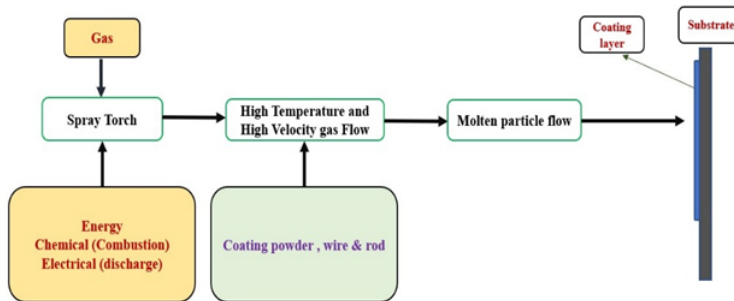 Gas
Coating
layer
Substrate
Spray Torch
High Temperature and
High Velocity gas Flow
Molten particle flow
Energy
Chemical (Combustion)
Electrical (discharge)
Coating powder , wire & rod